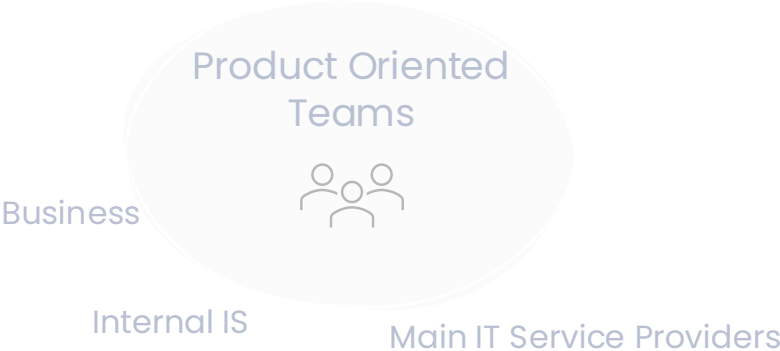 Product Oriented
Teams
Business
Internal IS
Main IT Service Providers